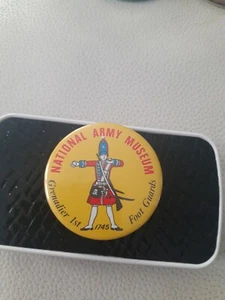 NATIONAL ARMY MUSEUM
Grenadier 1st Foot Guards
1745